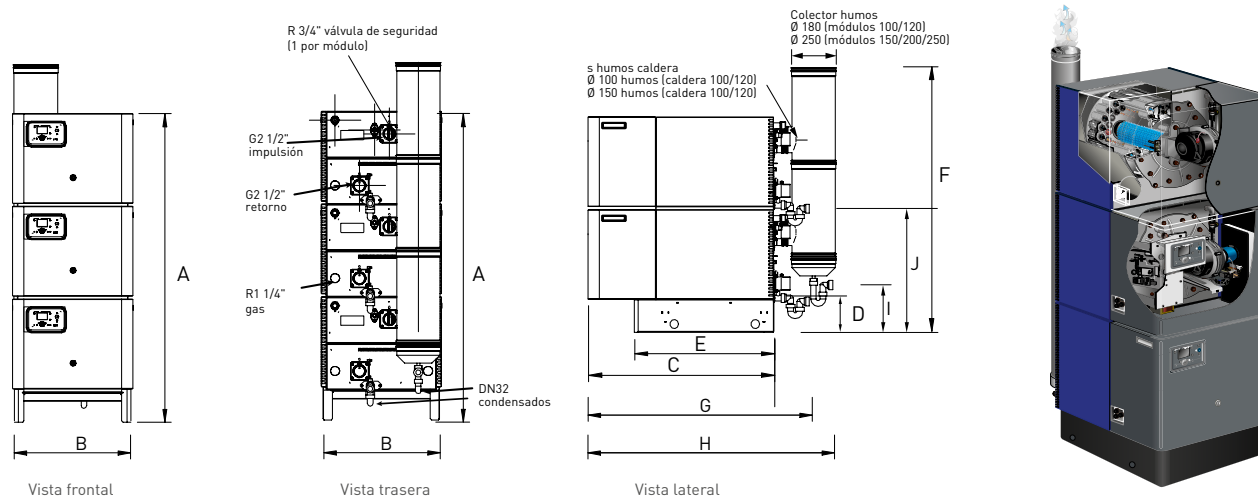 R 3/4" válvula de seguridad
(1 por módulo)
G2 1/2"
impulsión
G2 1/2"
retorno
R1 1/4"
gas
DN32
condensados
A
B
Vista frontal
A
B
Vista trasera
Colector humos
Ø 180 (módulos 100/120)
Ø 250 (módulos 150/200/250)
s humos caldera
Ø 100 humos (caldera 100/120)
Ø 150 humos (caldera 100/120)
F
J
D
I
E
C
G
H
Vista lateral